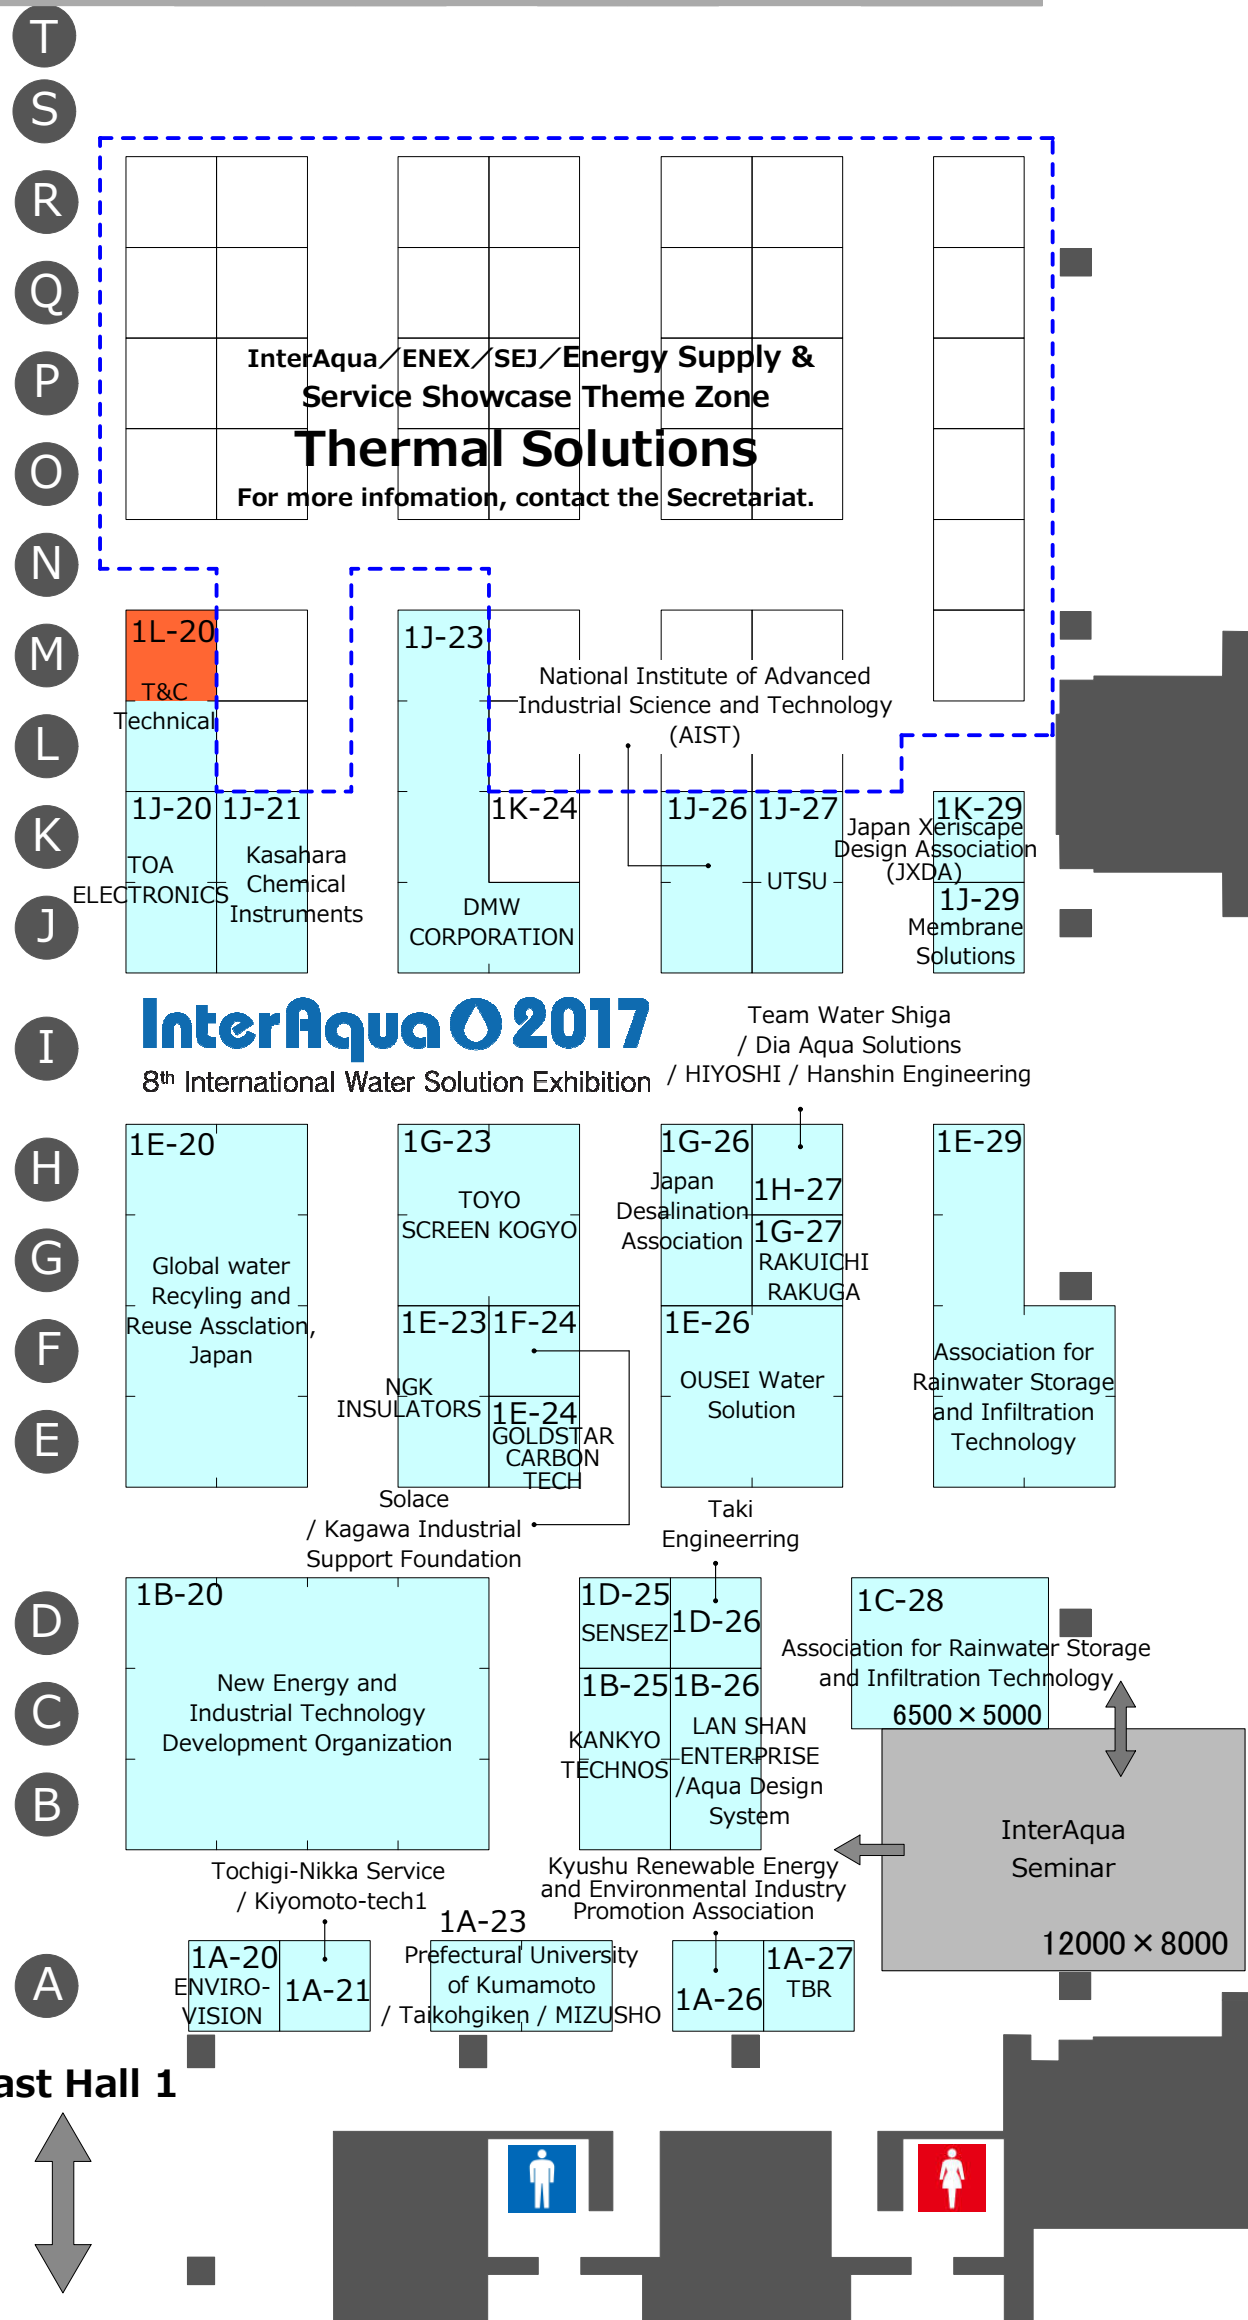 T
S
R
Q
P
O
N
M
L
K
J
I
H
G
F
E
D
C
B
A
InterAqua／ENEX／SEJ／Energy Supply &
Service Showcase Theme Zone
Thermal Solutions
For more infomation, contact the Secretariat.
1L-20
T&C
Technical
1J-23
DMW
CORPORATION
National Institute of Advanced
Industrial Science and Technology
(AIST)
1J-20
TOA
ELECTRONICS
1J-21
Kasahara
Chemical
Instruments
1K-24
1J-26
1J-27
UTSU
1K-29
Japan Xeriscape
Design Association
(JXDA)
1J-29
Membrane
Solutions
InterAqua 2017
8th International Water Solution Exhibition
Team Water Shiga
/ Dia Aqua Solutions
/ HIYOSHI / Hanshin Engineering
1E-20
Global water
Recyling and
Reuse Assclation,
Japan
1G-23
TOYO
SCREEN KOGYO
1G-26
Japan
Desalination
Association
1H-27
1G-27
RAKUICHI
RAKUGA
1E-29
Association for
Rainwater Storage
and Infiltration
Technology
1E-23
NGK
INSULATORS
1F-24
1E-24
GOLDSTAR
CARBON
TECH
1E-26
OUSEI Water
Solution
Solace
/ Kagawa Industrial
Support Foundation
Taki
Engineerring
1B-20
New Energy and
Industrial Technology
Development Organization
1D-25
SENSEZ
1D-26
1C-28
Association for Rainwater Storage
and Infiltration Technology
6500×5000
1B-25
KANKYO
TECHNOS
1B-26
LAN SHAN
ENTERPRISE
/Aqua Design
System
InterAqua
Seminar
12000×8000
Tochigi-Nikka Service
/ Kiyomoto-tech1
Kyushu Renewable Energy
and Environmental Industry
Promotion Association
1A-20
ENVIRO-
VISION
1A-21
1A-23
Prefectural University
of Kumamoto
/ Taikohgiken / MIZUSHO
1A-26
1A-27
TBR
ast Hall 1